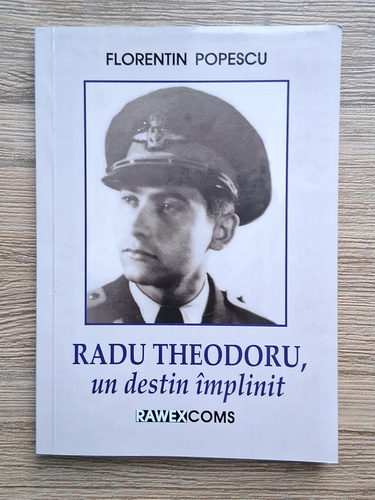 FLORENTIN POPESCU
RADU THEODORU,
un destin împlinit
RAWEXCOMS